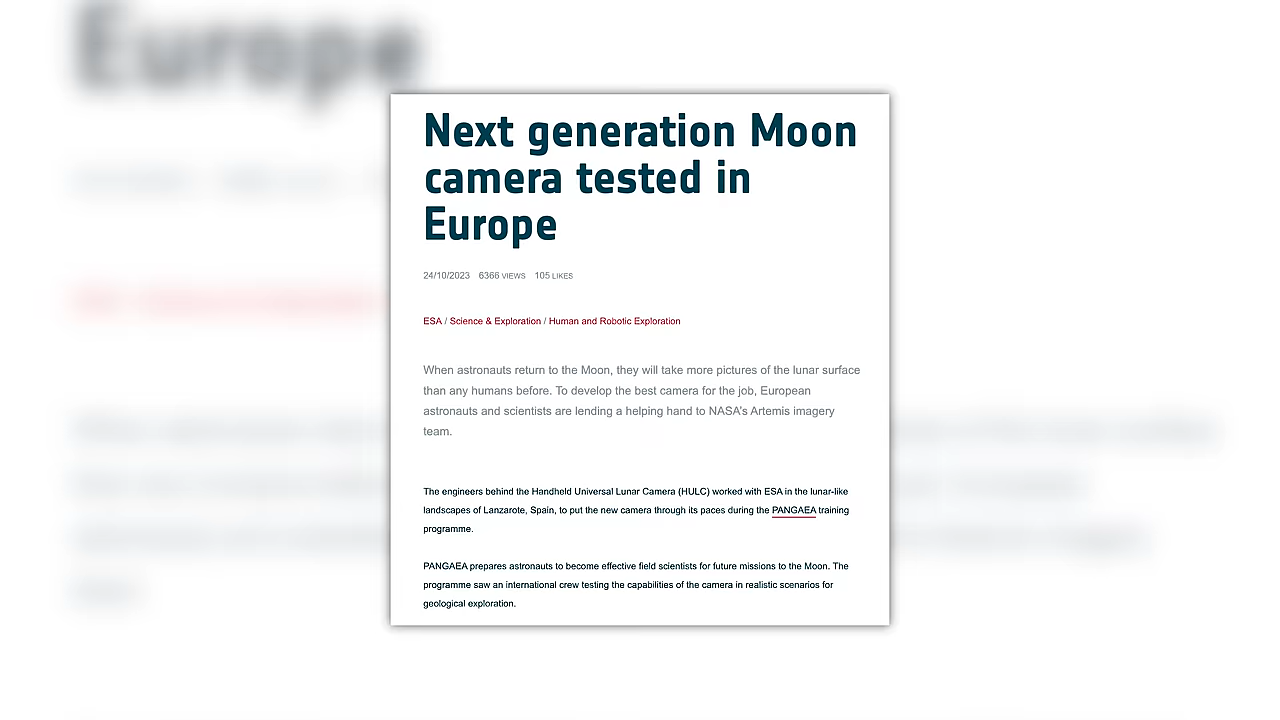 Europe
Next generation Moon
camera tested in
Europe
24/10/2023 6366 VIEWS 105 LIKES
ESA / Science & Exploration / Human and Robotic Exploration
When astronauts return to the Moon, they will take more pictures of the lunar surface
than any humans before. To develop the best camera for the job, European
astronauts and scientists are lending a helping hand to NASA's Artemis imagery
team.
The engineers behind the Handheld Universal Lunar Camera (HULC) worked with ESA in the lunar-like
landscapes of Lanzarote, Spain, to put the new camera through its paces during the PANGAEA training
programme.
PANGAEA prepares astronauts to become effective field scientists for future missions to the Moon. The
programme saw an international crew testing the capabilities of the camera in realistic scenarios for
geological exploration.